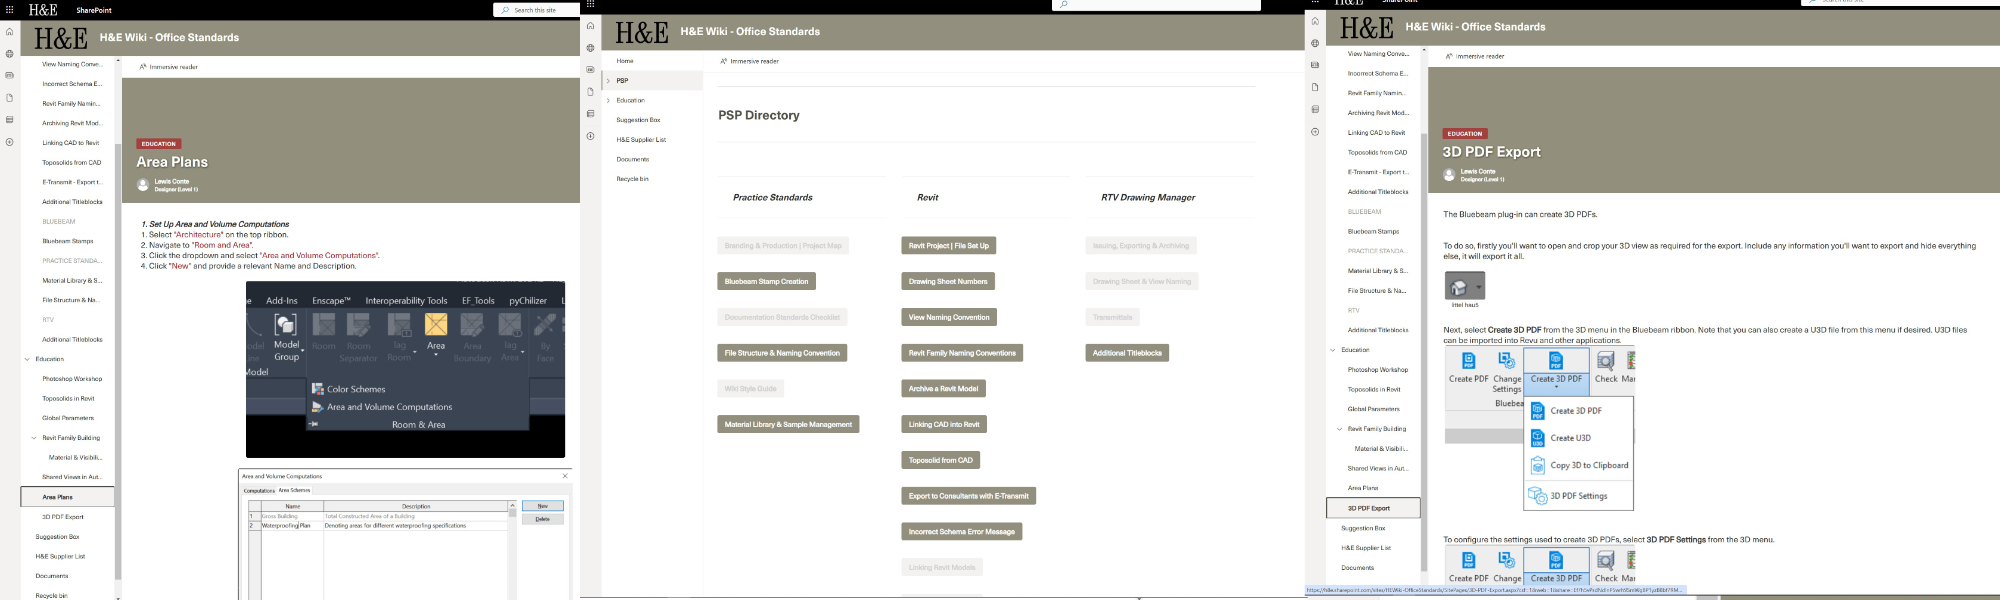 H&E SharePoint
Search this site
H&E H&E Wiki - Office Standards
View Naming Conve...
Incorrect Schema E...
Revit Family Namin...
Archiving Revit Mod...
Linking CAD to Revit
Toposolids from CAD
E-Transmit - Export t...
Additional Titleblocks
BLUEBEAM
Bluebeam Stamps
PRACTICE STANDA...
Material Library & S...
File Structure & Na...
RTV
Additional Titleblocks
Education
Photoshop Workshop
Toposolids in Revit
Global Parameters
Revit Family Building
Material & Visibili...
Shared Views in Aut...
Area Plans
3D PDF Export
Suggestion Box
H&E Supplier List
Documents
Recycle bin
Immersive reader
EDUCATION
Area Plans
Lewis Conte
Designer (Level 1)
1. Set Up Area and Volume Computations
1. Select "Architecture" on the top ribbon.
2. Navigate to "Room and Area".
3. Click the dropdown and select "Area and Volume Computations".
4. Click "New" and provide a relevant Name and Description.
Add-Ins Enscape™ Interoperability Tools EF_Tools pyChilizer
Model Group
Room
Room Separator
Tag Room
Area
Area Boundary
Tag Area
By Face
Model
Color Schemes
Area and Volume Computations
Room & Area
Area and Volume Computations
Computations Area Schemes
Name Description
1 Gross Building Total Constructed Area of a Building
2 Waterproofing Plan Denoting areas for different waterproofing specifications
New
Delete
H&E H&E Wiki - Office Standards
Home
PSP
Education
Suggestion Box
H&E Supplier List
Documents
Recycle bin
Immersive reader
PSP Directory
Practice Standards
Branding & Production | Project Map
Bluebeam Stamp Creation
Documentation Standards Checklist
File Structure & Naming Convention
Wiki Style Guide
Material Library & Sample Management
Revit
Revit Project | File Set Up
Drawing Sheet Numbers
View Naming Convention
Revit Family Naming Conventions
Archive a Revit Model
Linking CAD into Revit
Toposolid from CAD
Export to Consultants with E-Transmit
Incorrect Schema Error Message
Linking Revit Models
RTV Drawing Manager
Issuing, Exporting & Archiving
Drawing Sheet & View Naming
Transmittals
Additional Titleblocks
H&E SharePoint
Search this site
H&E H&E Wiki - Office Standards
View Naming Conve...
Incorrect Schema E...
Revit Family Namin...
Archiving Revit Mod...
Linking CAD to Revit
Toposolids from CAD
E-Transmit - Export t...
Additional Titleblocks
BLUEBEAM
Bluebeam Stamps
PRACTICE STANDA...
Material Library & S...
File Structure & Na...
RTV
Additional Titleblocks
Education
Photoshop Workshop
Toposolids in Revit
Global Parameters
Revit Family Building
Material & Visibili...
Shared Views in Aut...
Area Plans
3D PDF Export
Suggestion Box
H&E Supplier List
Documents
Immersive reader
EDUCATION
3D PDF Export
Lewis Conte
Designer (Level 1)
The Bluebeam plug-in can create 3D PDFs.
To do so, firstly you'll want to open and crop your 3D view as required for the export. Include any information you'll want to export and hide everything
else, it will export it all.
Next, select Create 3D PDF from the 3D menu in the Bluebeam ribbon. Note that you can also create a U3D file from this menu if desired. U3D files
can be imported into Revu and other applications.
Create PDF
Change Settings
Create 3D PDF
Check
Bluebea
Create 3D PDF
Create U3D
Copy 3D to Clipboard
3D PDF Settings
To configure the settings used to create 3D PDFs, select 3D PDF Settings from the 3D menu.
Create PDF Change Create 3D PDF Check